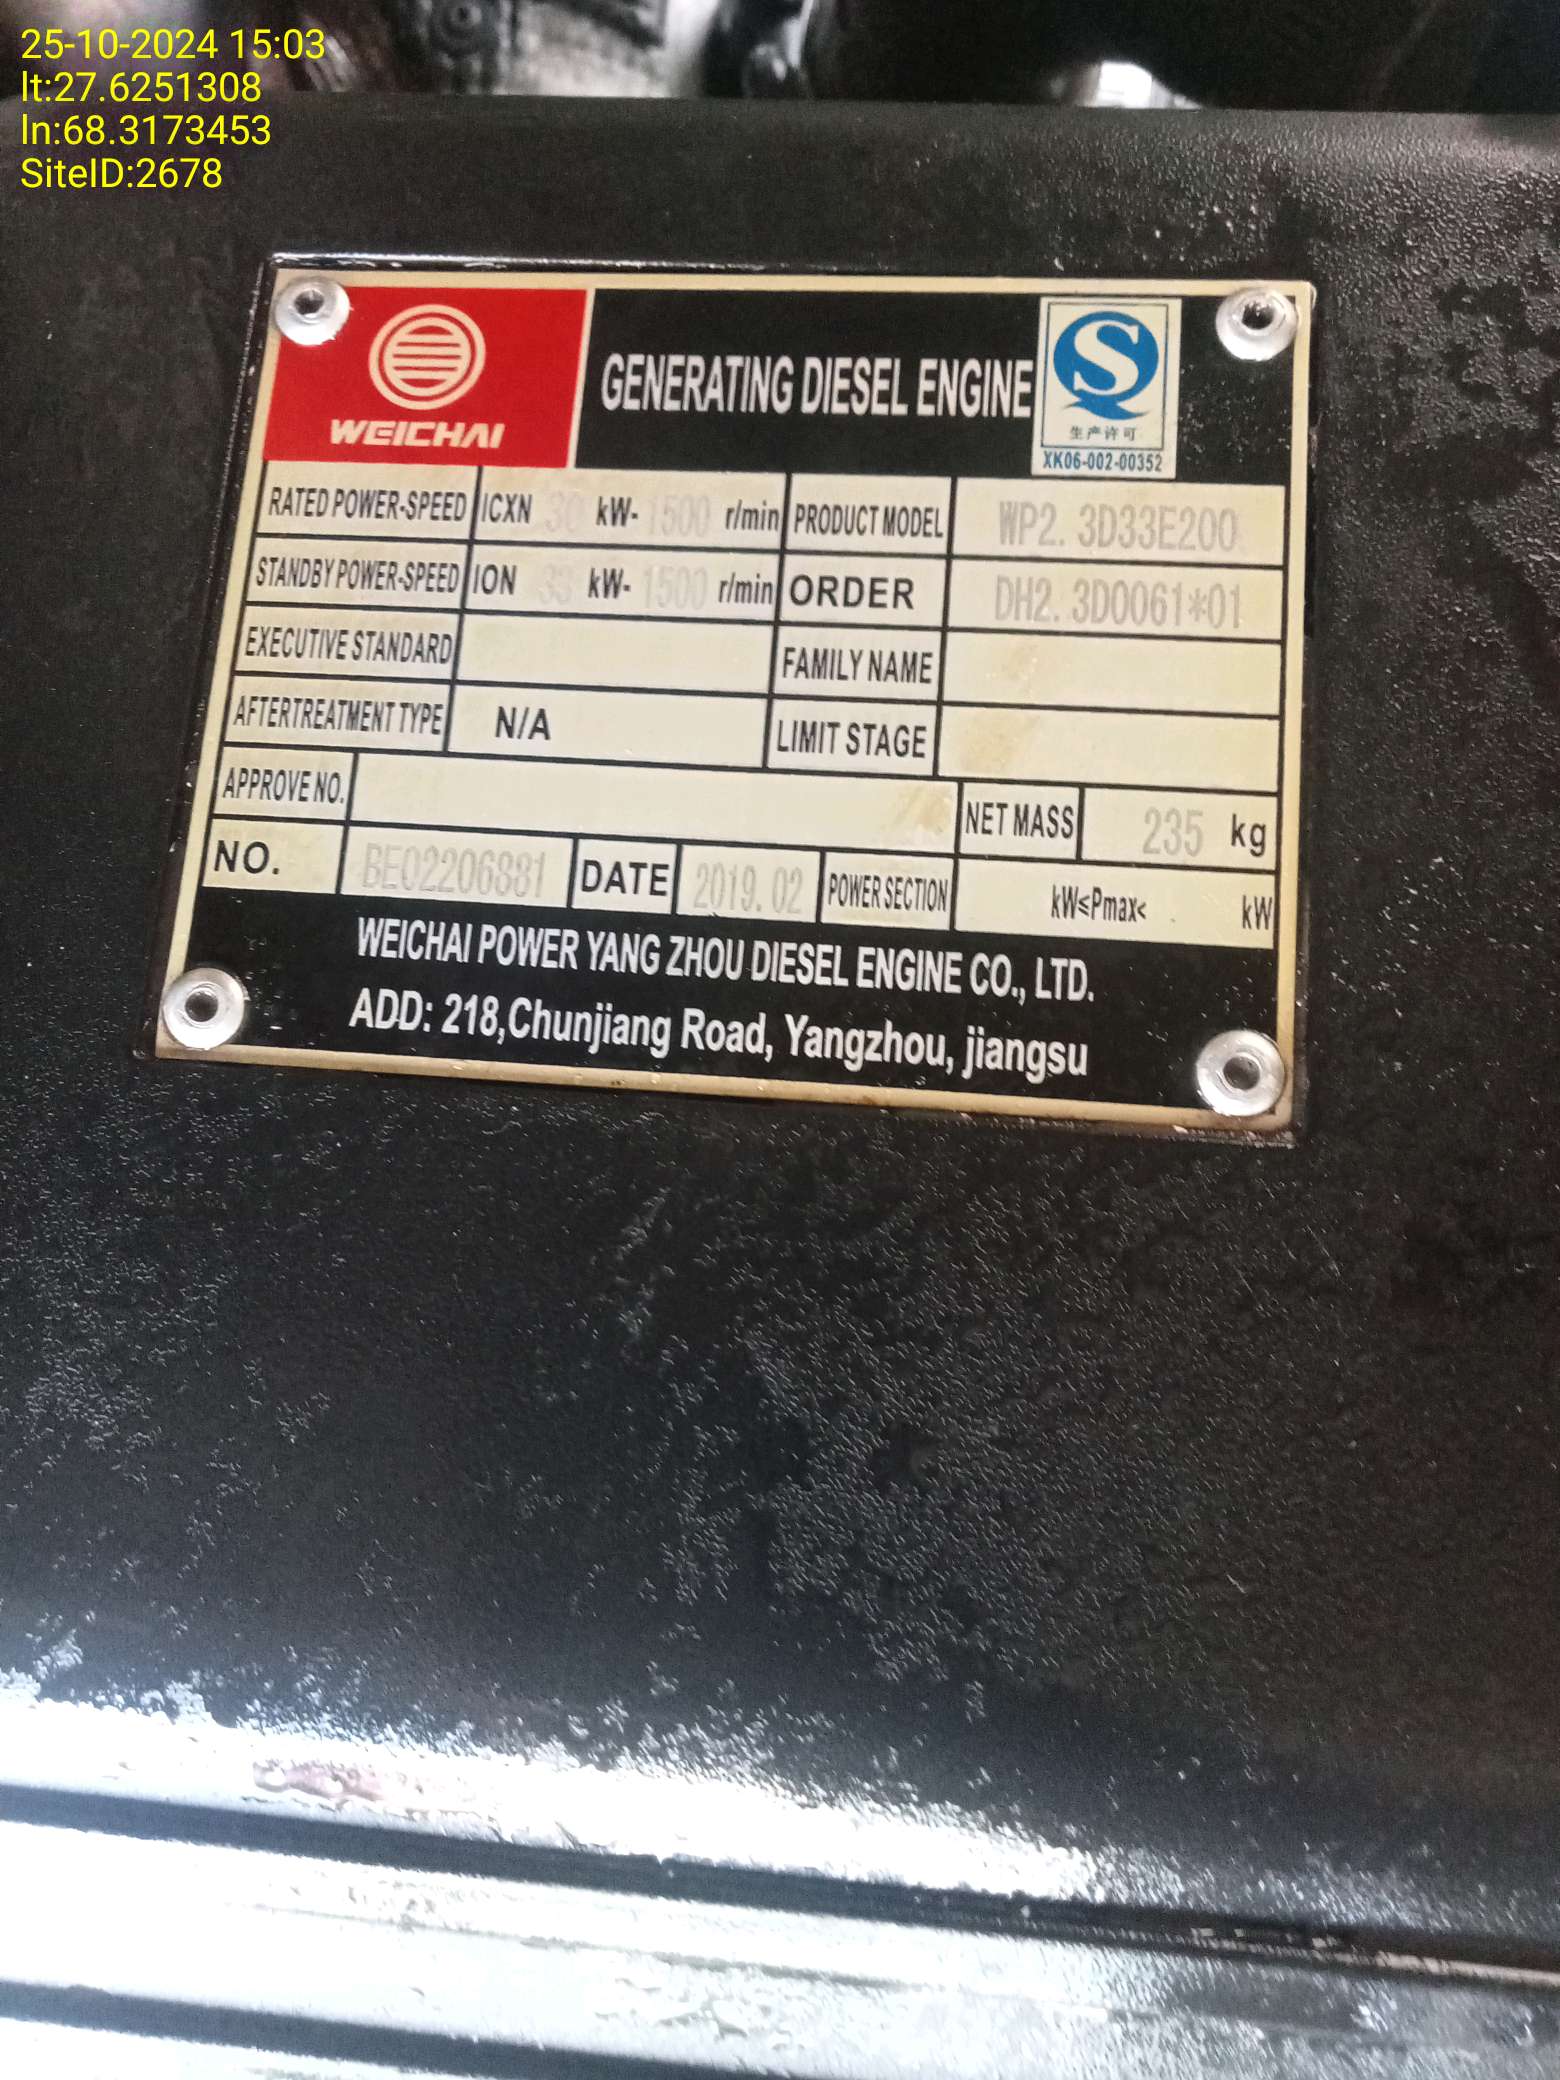 25-10-2024 15:03
lt:27.6251308
ln:68.3173453
SiteID:2678
WEICHAI
GENERATING DIESEL ENGINE
生产许可
XK06-002-00352
RATED POWER-SPEED ICXN 30 kW- 1500 r/min PRODUCT MODEL WP2.3D33E200
STANDBY POWER-SPEED ION 33 kW- 1500 r/min ORDER DH2.3D0061*01
EXECUTIVE STANDARD FAMILY NAME
AFTERTREATMENT TYPE N/A LIMIT STAGE
APPROVE NO. NET MASS 235 kg
NO. BE02206881 DATE 2019.02 POWER SECTION kW≤Pmax< kW
WEICHAI POWER YANG ZHOU DIESEL ENGINE CO., LTD.
ADD: 218,Chunjiang Road, Yangzhou, jiangsu